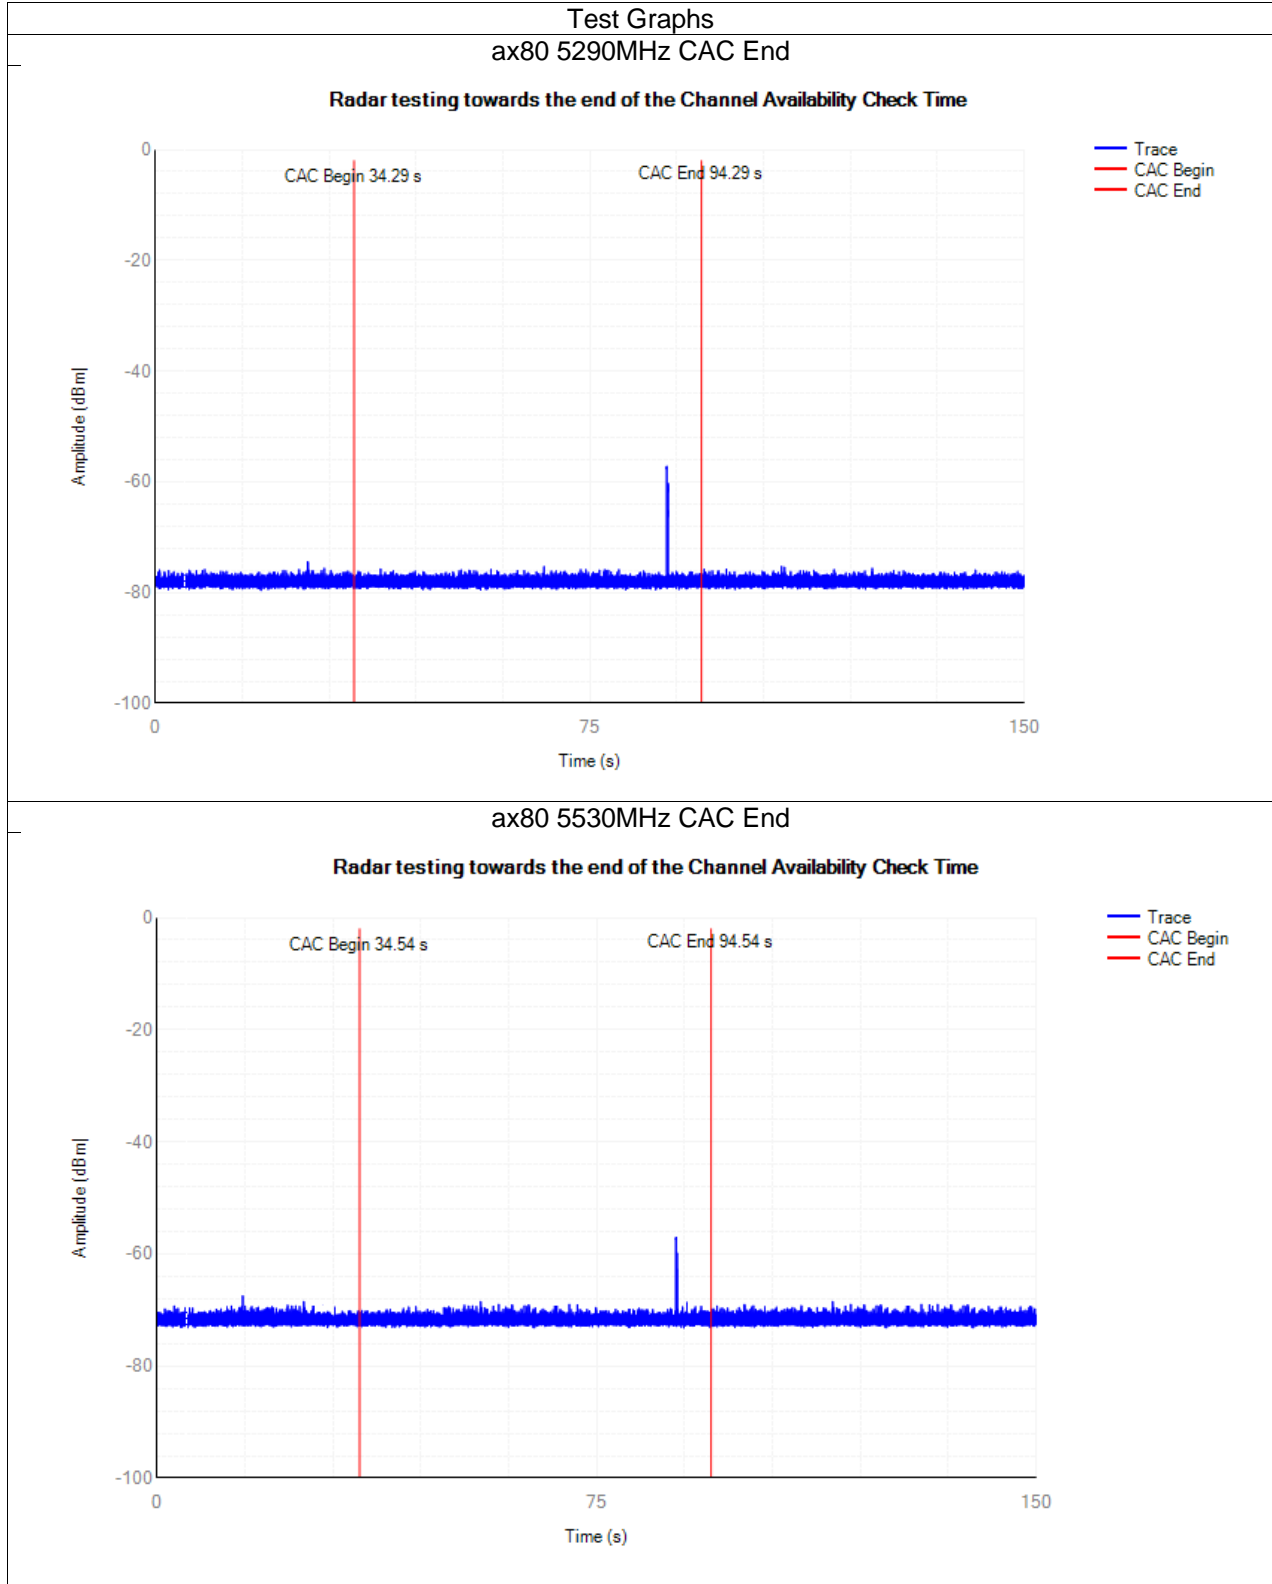 Test Graphs
ax80 5290MHz CAC End
Radar testing towards the end of the Channel Availability Check Time
0
CAC Begin 34.29 s
CAC End 94.29 s
Trace
CAC Begin
CAC End
-20
-40
Amplitude (dBm|
-60
-80
-100
0
75
150
Time (s)
ax80 5530MHz CAC End
Radar testing towards the end of the Channel Availability Check Time
0
CAC Begin 34.54 s
CAC End 94.54 s
Trace
CAC Begin
CAC End
-20
-40
Amplitude (dBm|
-60
-80
-100
0
75
150
Time (s)